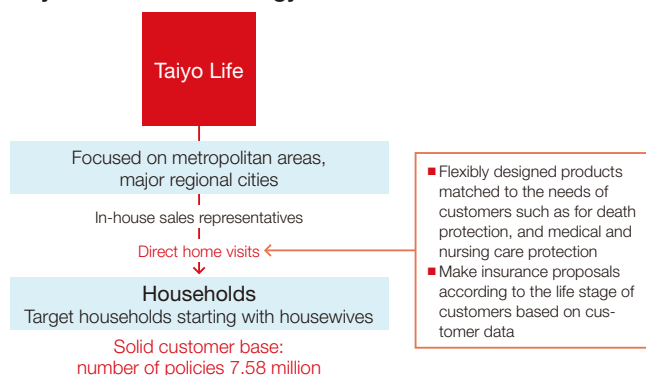 Taiyo Life
Focused on metropolitan areas,
major regional cities
In-house sales representatives
Direct home visits
Households
Target households starting with housewives
Solid customer base:
number of policies 7.58 million
■ Flexibly designed products
matched to the needs of
customers such as for death
protection, and medical and
nursing care protection
■ Make insurance proposals
according to the life stage of
customers based on cus-
tomer data